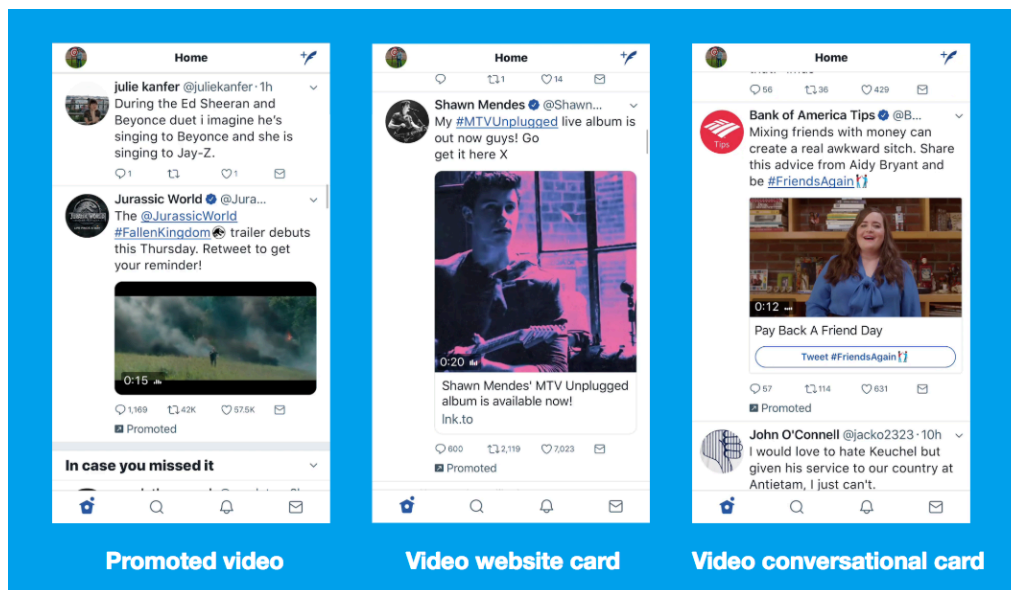 Home
julie kanfer @juliekanfer · 1h
During the Ed Sheeran and
Beyonce duet i imagine he's
singing to Beyonce and she is
singing to Jay-Z.
1 1
Jurassic World @Jura...
The @JurassicWorld
#FallenKingdom trailer debuts
this Thursday. Retweet to get
your reminder!
0:15
1,169 42K 57.5K
Promoted
In case you missed it
Promoted video
Home
1 14
Shawn Mendes @Shawn...
My #MTVUnplugged live album is
out now guys! Go
get it here X
0:20
Shawn Mendes' MTV Unplugged
album is available now!
lnk.to
600 2,119 7,023
Promoted
Video website card
Home
56 36 429
Bank of America Tips @B...
Tips
Mixing friends with money can
create a real awkward sitch. Share
this advice from Aidy Bryant and
be #FriendsAgain
0:12
Pay Back A Friend Day
Tweet #FriendsAgain
57 114 631
Promoted
John O'Connell @jacko2323 · 10h
I would love to hate Keuchel but
given his service to our country at
Antietam, I just can't.
Video conversational card